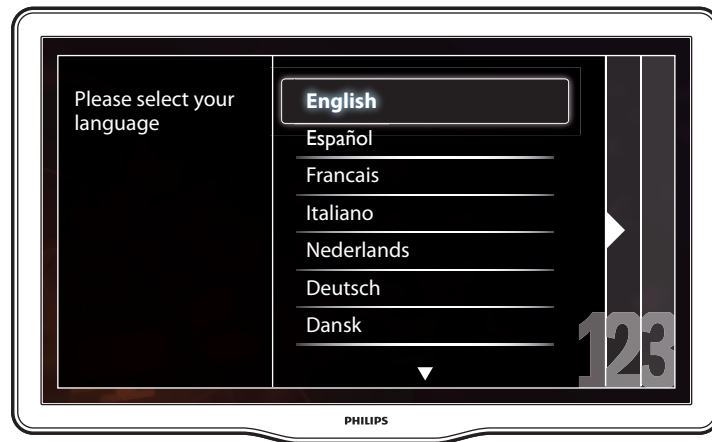 Please select your
language
English
Español
Francais
Italiano
Nederlands
Deutsch
Dansk
123
PHILIPS